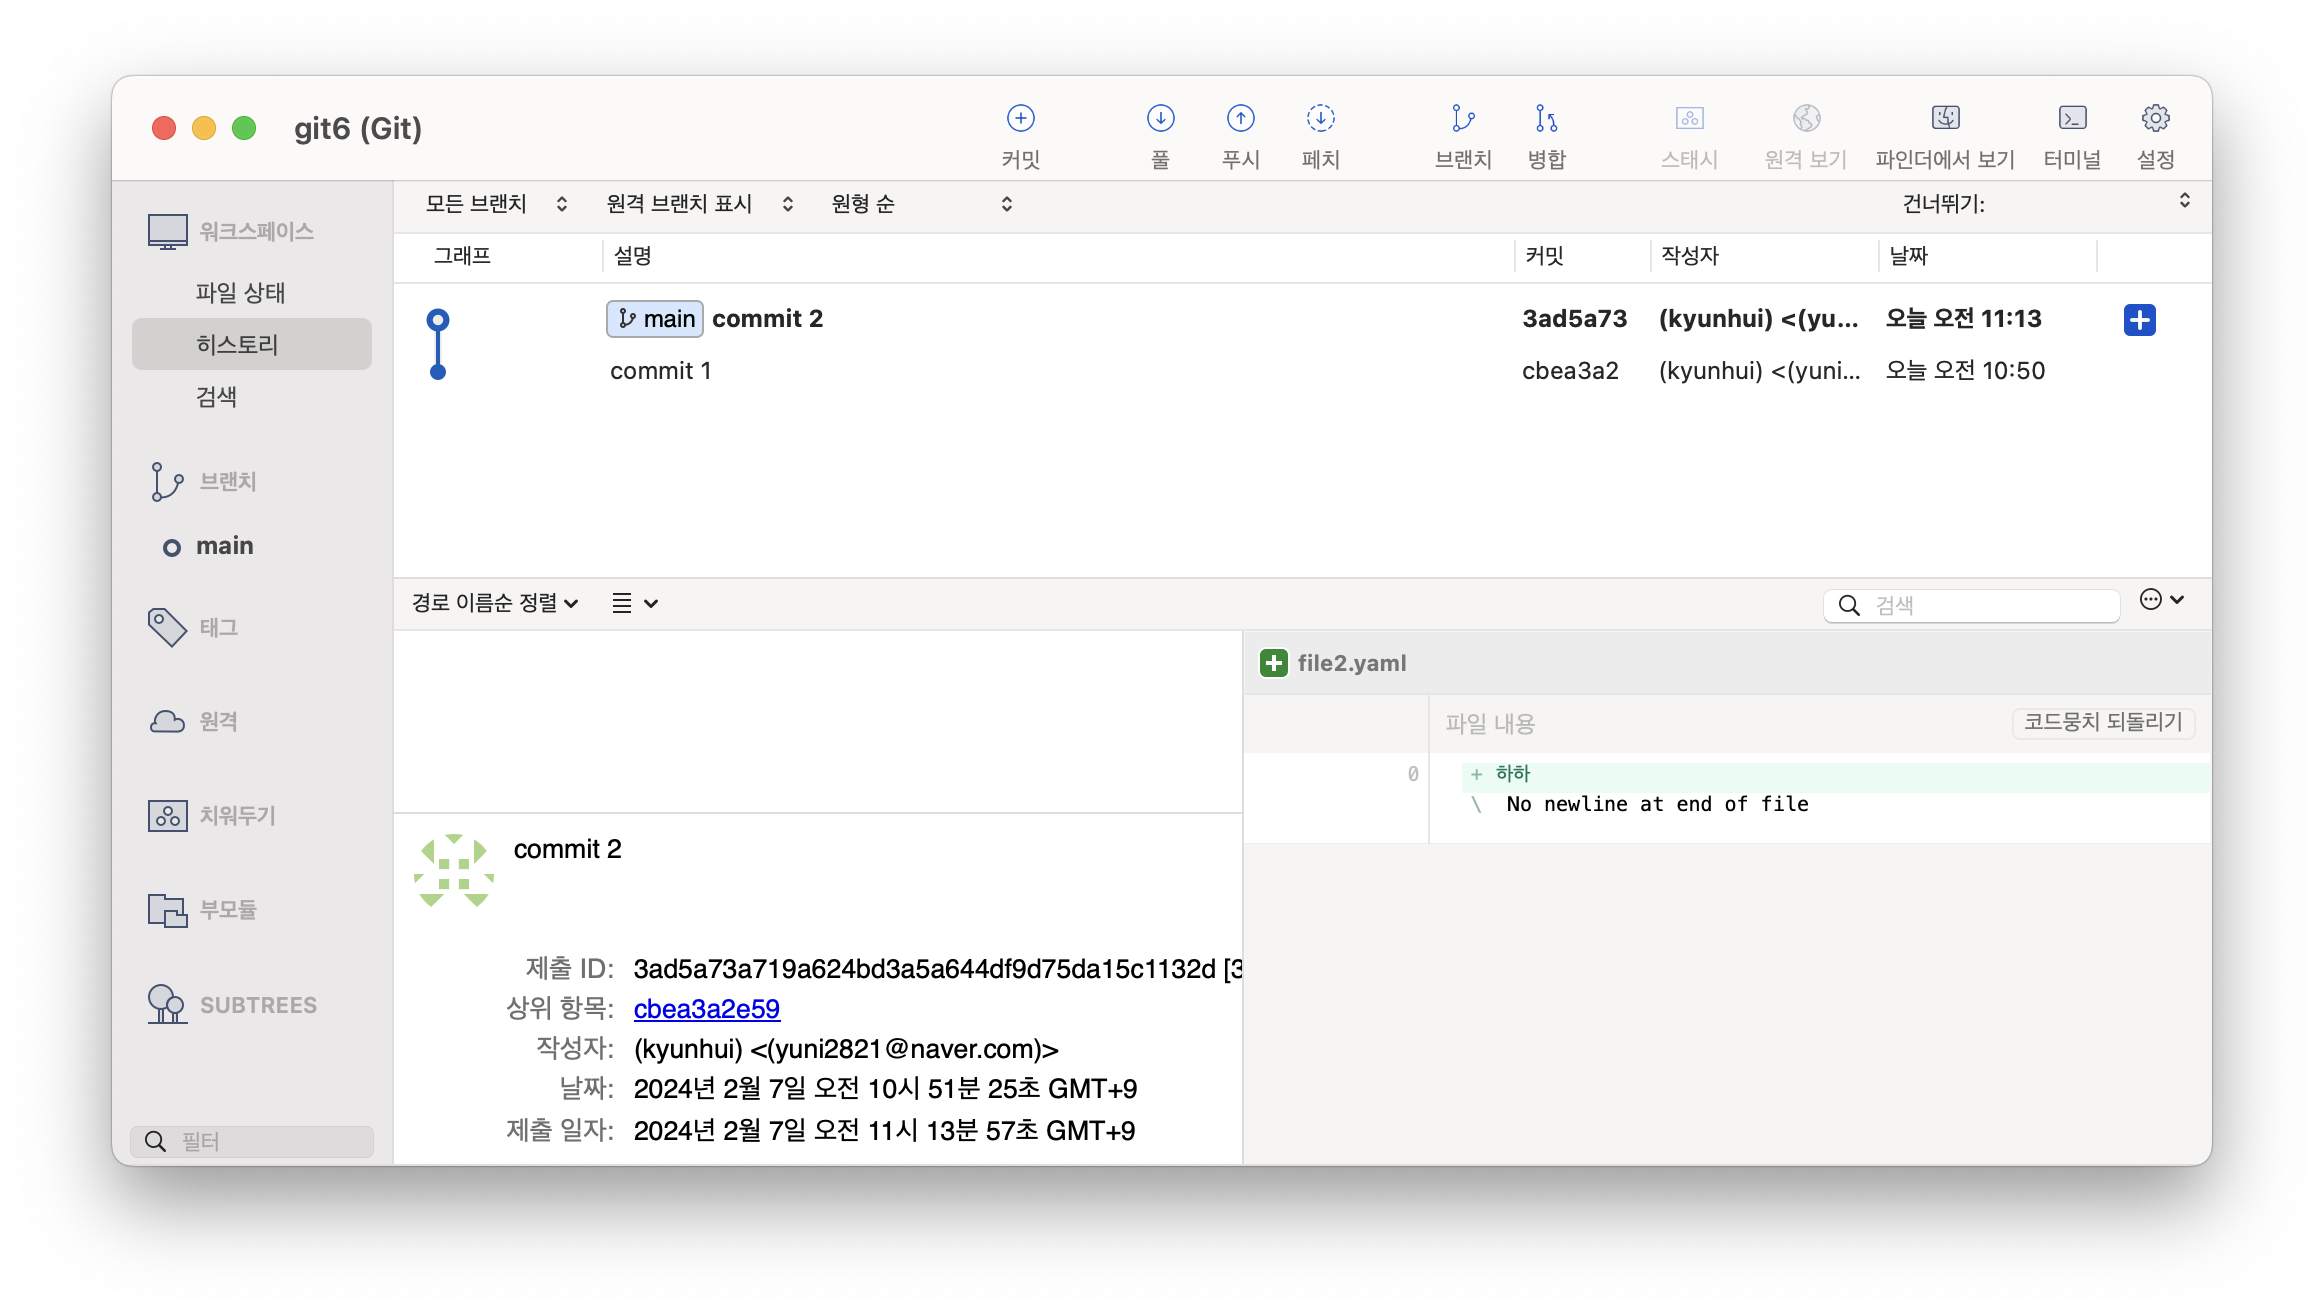 git6 (Git)
커밋
풀
푸시
페치
브랜치
병합
스태시
원격 보기
파인더에서 보기
터미널
설정
워크스페이스
파일 상태
히스토리
검색
브랜치
main
태그
원격
치워두기
부모듈
SUBTREES
필터
모든 브랜치
원격 브랜치 표시
원형 순
건너뛰기:
그래프 설명 커밋 작성자 날짜
main commit 2 3ad5a73 (kyunhui) <(yu... 오늘 오전 11:13
commit 1 cbea3a2 (kyunhui) <(yuni... 오늘 오전 10:50
경로 이름순 정렬
검색
commit 2
제출 ID: 3ad5a73a719a624bd3a5a644df9d75da15c1132d [3
상위 항목: cbea3a2e59
작성자: (kyunhui) <(yuni2821@naver.com)>
날짜: 2024년 2월 7일 오전 10시 51분 25초 GMT+9
제출 일자: 2024년 2월 7일 오전 11시 13분 57초 GMT+9
file2.yaml
파일 내용
코드뭉치 되돌리기
0 + 하하
\ No newline at end of file